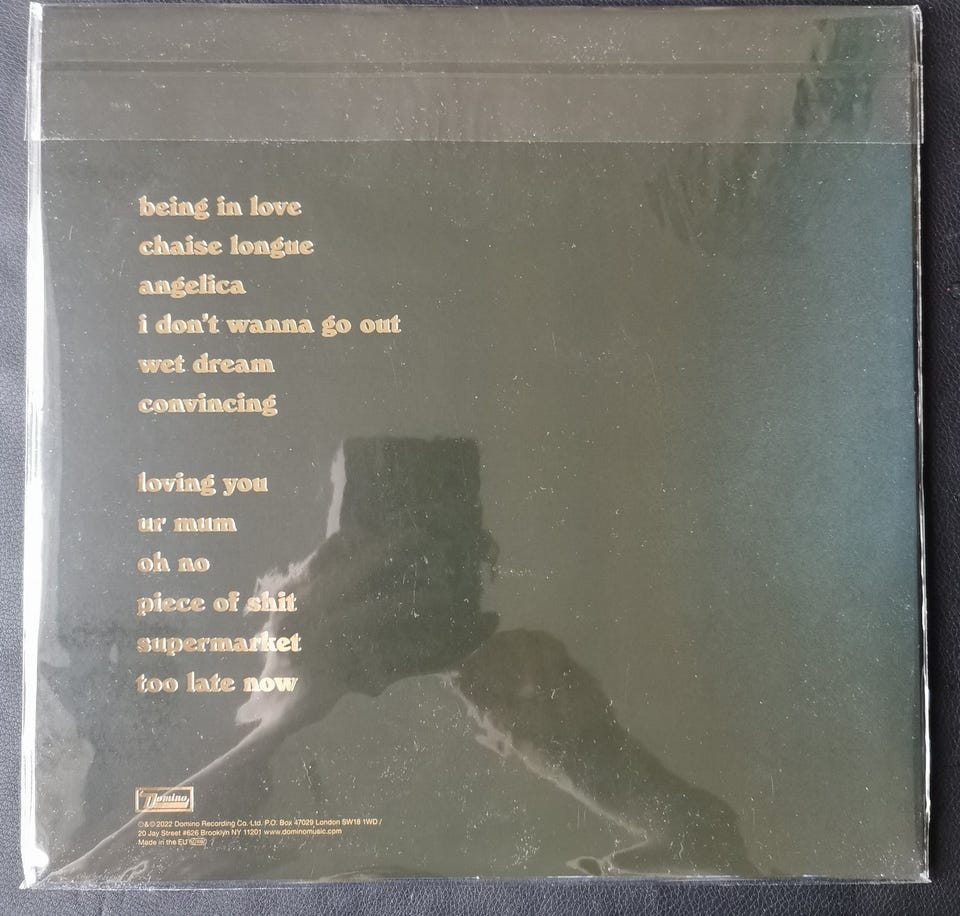 being in love
chaise longue
angelica
i don't wanna go out
wet dream
convincing
loving you
ur mum
oh no
piece of shit
supermarket
too late now
Domino
℗&© 2022 Domino Recording Co. Ltd. P.O. Box 47029 London SW18 1WD /
20 Jay Street #626 Brooklyn NY 11201 www.dominomusic.com
Made in the EU